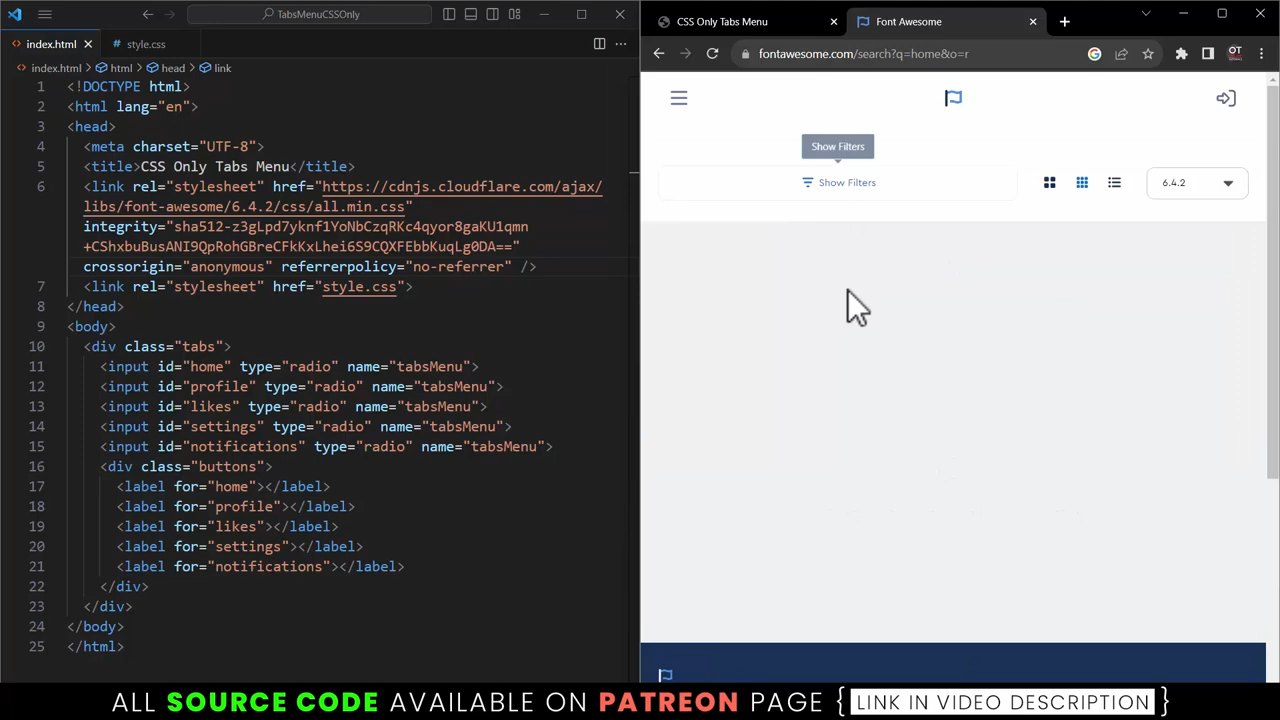 TabsMenuCSSOnly
index.html
style.css
index.html > html > head > link
1 <!DOCTYPE html>
2 <html lang="en">
3 <head>
4 <meta charset="UTF-8">
5 <title>CSS Only Tabs Menu</title>
6 <link rel="stylesheet" href="https://cdnjs.cloudflare.com/ajax/
libs/font-awesome/6.4.2/css/all.min.css"
integrity="sha512-z3gLpd7yknf1YoNbCzqRKc4qyor8gaKU1qmn
+CShxbuBusANI9QpRohGBreCFkKxLhei6S9CQXFEbbKuqLg0DA=="
crossorigin="anonymous" referrerpolicy="no-referrer" />
7 <link rel="stylesheet" href="style.css">
8 </head>
9 <body>
10 <div class="tabs">
11 <input id="home" type="radio" name="tabsMenu">
12 <input id="profile" type="radio" name="tabsMenu">
13 <input id="likes" type="radio" name="tabsMenu">
14 <input id="settings" type="radio" name="tabsMenu">
15 <input id="notifications" type="radio" name="tabsMenu">
16 <div class="buttons">
17 <label for="home"></label>
18 <label for="profile"></label>
19 <label for="likes"></label>
20 <label for="settings"></label>
21 <label for="notifications"></label>
22 </div>
23 </div>
24 </body>
25 </html>
CSS Only Tabs Menu
Font Awesome
fontawesome.com/search?q=home&o=r
OT
Show Filters
Show Filters
6.4.2
ALL SOURCE CODE AVAILABLE ON PATREON PAGE { LINK IN VIDEO DESCRIPTION }